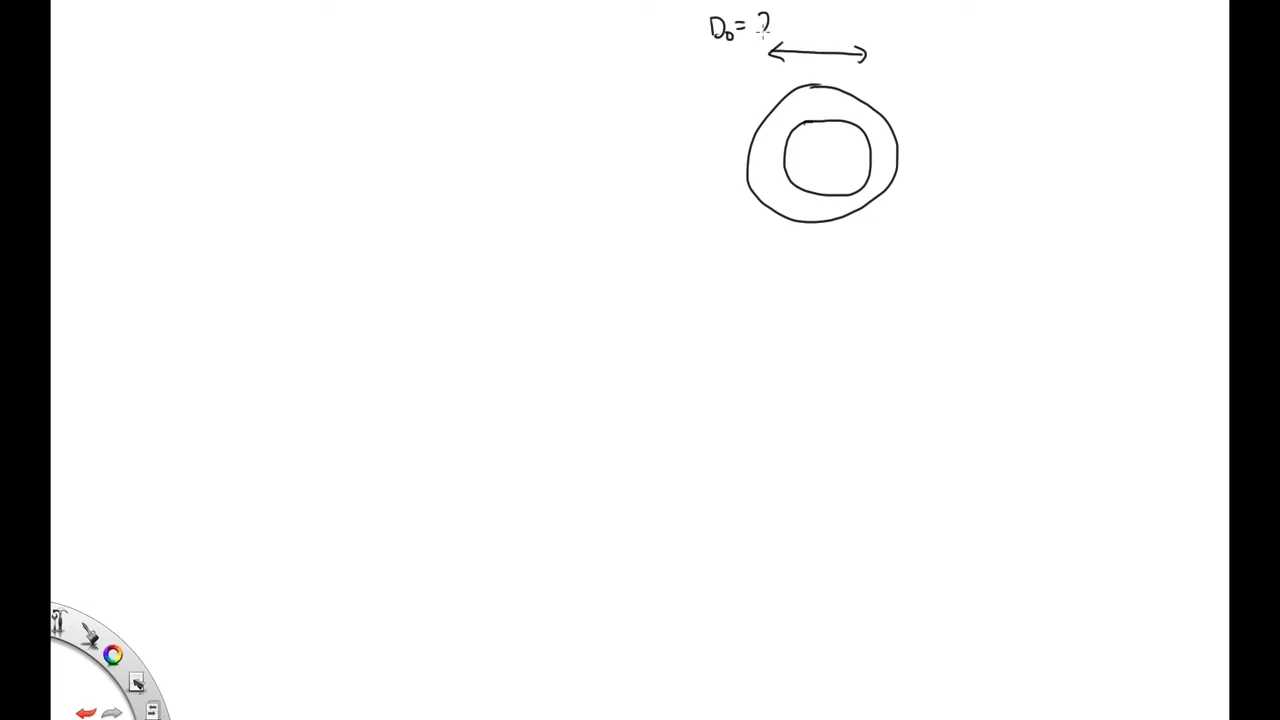 D₀ = ?